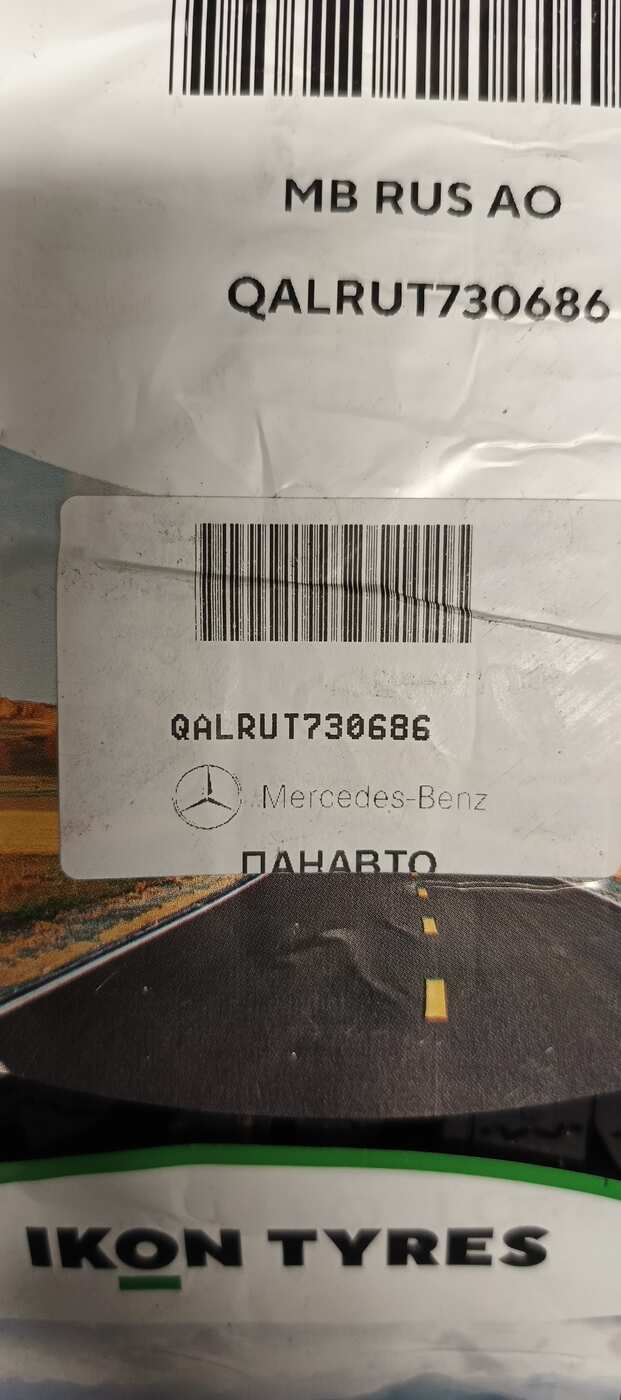 MB RUS AO
QALRUT730686
QALRUT730686
Mercedes-Benz
ПАНАВТО
IKON TYRES